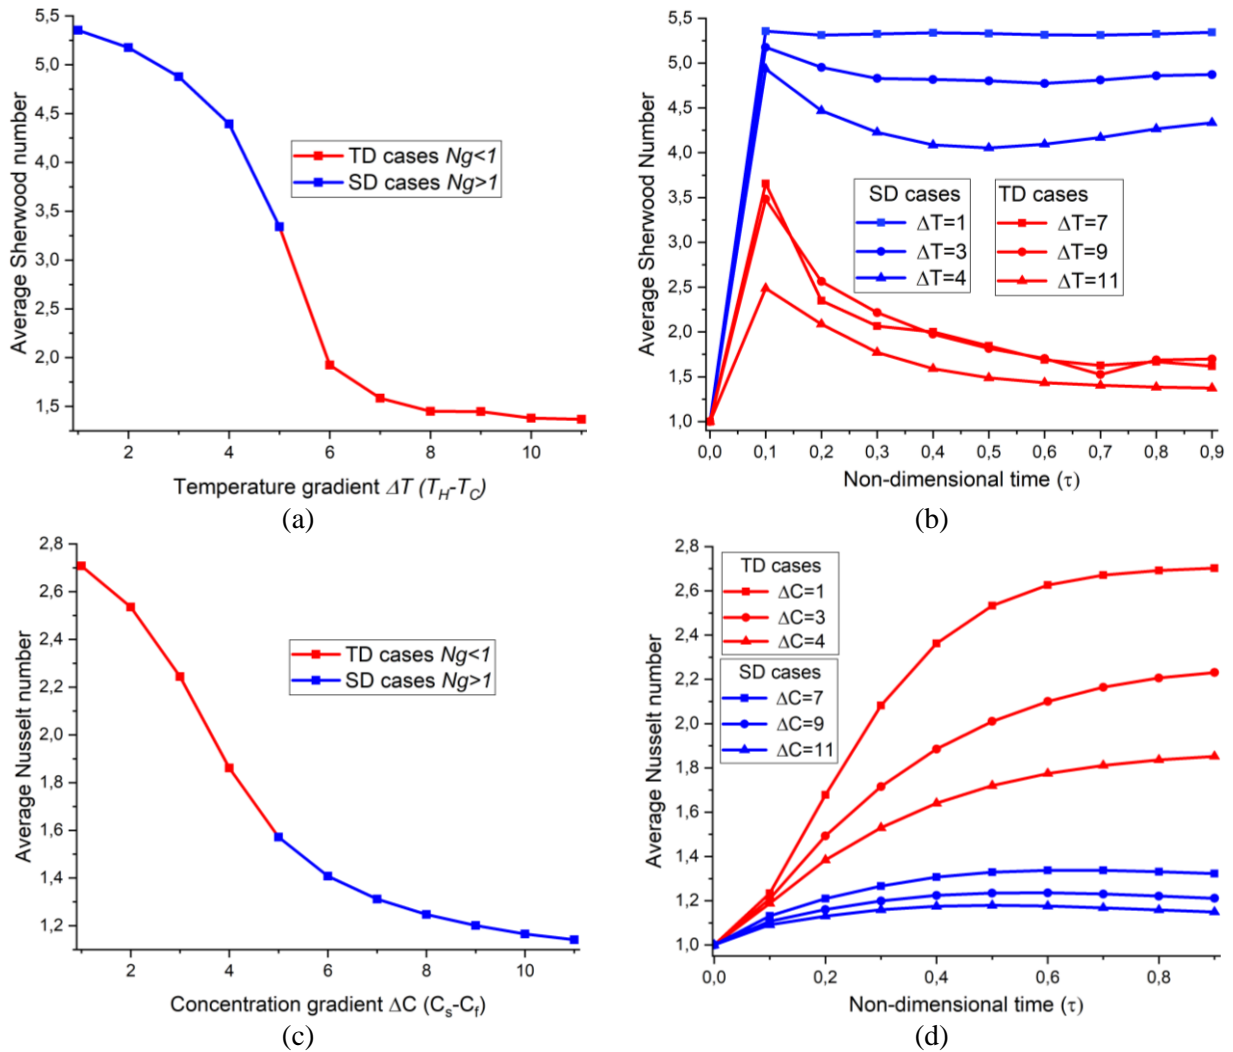 5,5
5,0
4,5
4,0
3,5
3,0
2,5
2,0
1,5
Average Sherwood number
TD cases Ng<1
SD cases Ng>1
2 4 6 8 10
Temperature gradient ΔT (T_H-T_C)
(a)
5,5
5,0
4,5
4,0
3,5
3,0
2,5
2,0
1,5
1,0
Average Sherwood Number
SD cases
ΔT=1
ΔT=3
ΔT=4
TD cases
ΔT=7
ΔT=9
ΔT=11
0,0 0,1 0,2 0,3 0,4 0,5 0,6 0,7 0,8 0,9
Non-dimensional time (τ)
(b)
2,8
2,6
2,4
2,2
2,0
1,8
1,6
1,4
1,2
Average Nusselt number
TD cases Ng<1
SD cases Ng>1
2 4 6 8 10
Concentration gradient ΔC (C_s-C_f)
(c)
2,8
2,6
2,4
2,2
2,0
1,8
1,6
1,4
1,2
1,0
Average Nusselt number
TD cases
ΔC=1
ΔC=3
ΔC=4
SD cases
ΔC=7
ΔC=9
ΔC=11
0,0 0,2 0,4 0,6 0,8
Non-dimensional time (τ)
(d)